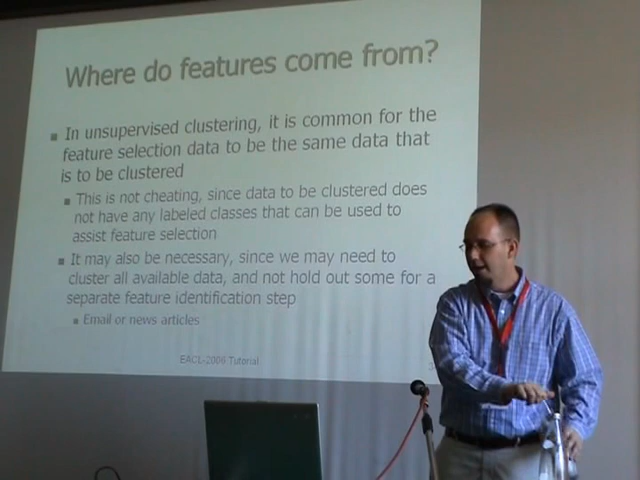 Where do features come from?
In unsupervised clustering, it is common for the
feature selection data to be the same data that
is to be clustered
This is not cheating, since data to be clustered does
not have any labeled classes that can be used to
assist feature selection
It may also be necessary, since we may need to
cluster all available data, and not hold out some for a
separate feature identification step
Email or news articles
EACL-2006 Tutorial